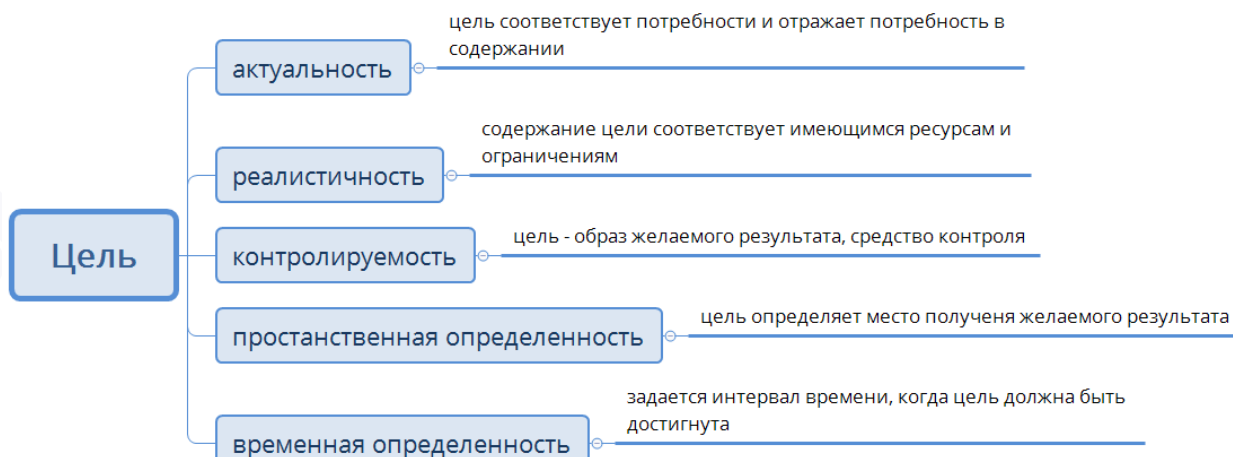 цель соответствует потребности и отражает потребность в
содержании
актуальность
содержание цели соответствует имеющимся ресурсам и
ограничениям
реалистичность
Цель
контролируемость
цель - образ желаемого результата, средство контроля
простанственная определенность
цель определяет место полученя желаемого результата
задается интервал времени, когда цель должна быть
достигнута
временная определенность